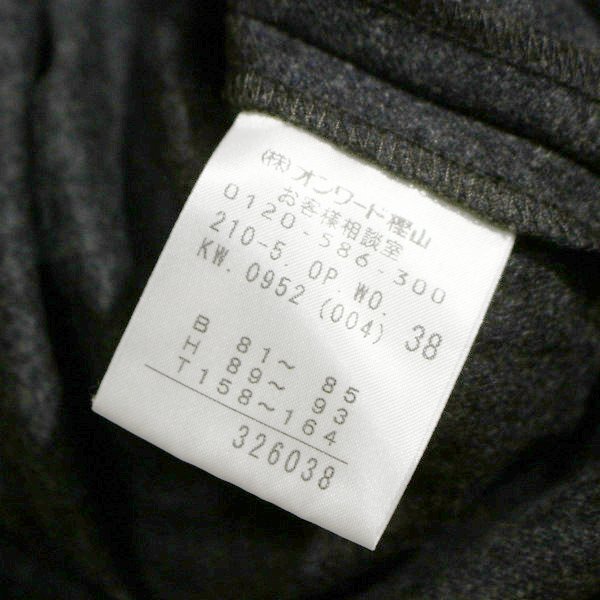 (株)オンワード樫山
お客様相談室
0120-586-300
210-5. OP. WO.
KW. 0952 (004) 38
B 81〜 85
H 89〜 93
T158〜164
326038